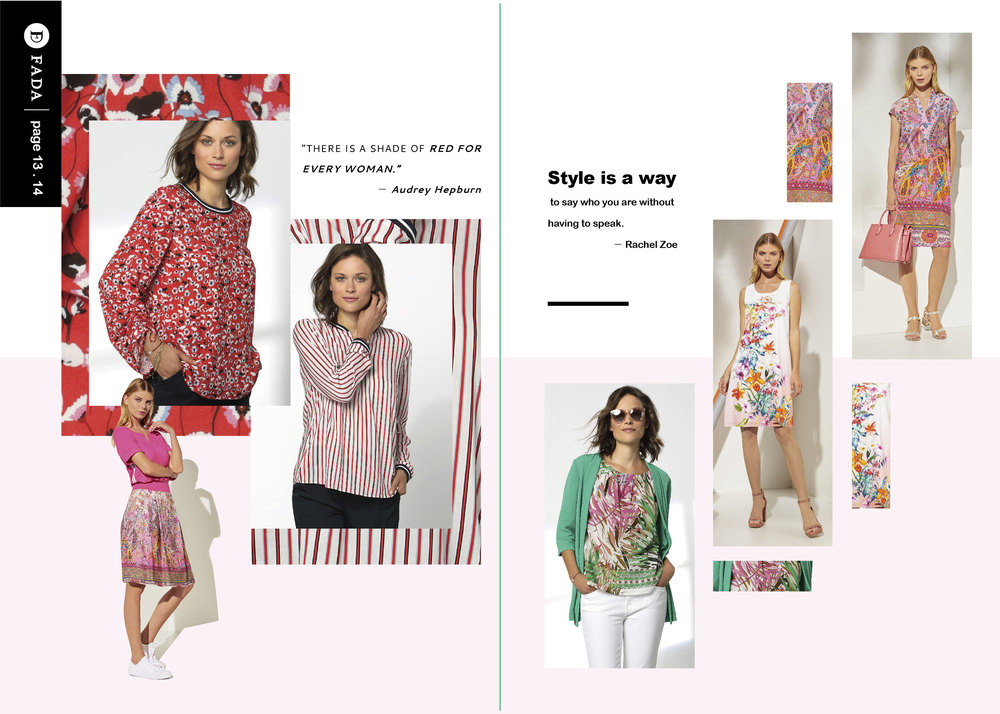 FADA | page 13 . 14
“THERE IS A SHADE OF RED FOR
EVERY WOMAN.”
— Audrey Hepburn
Style is a way
to say who you are without
having to speak.
— Rachel Zoe